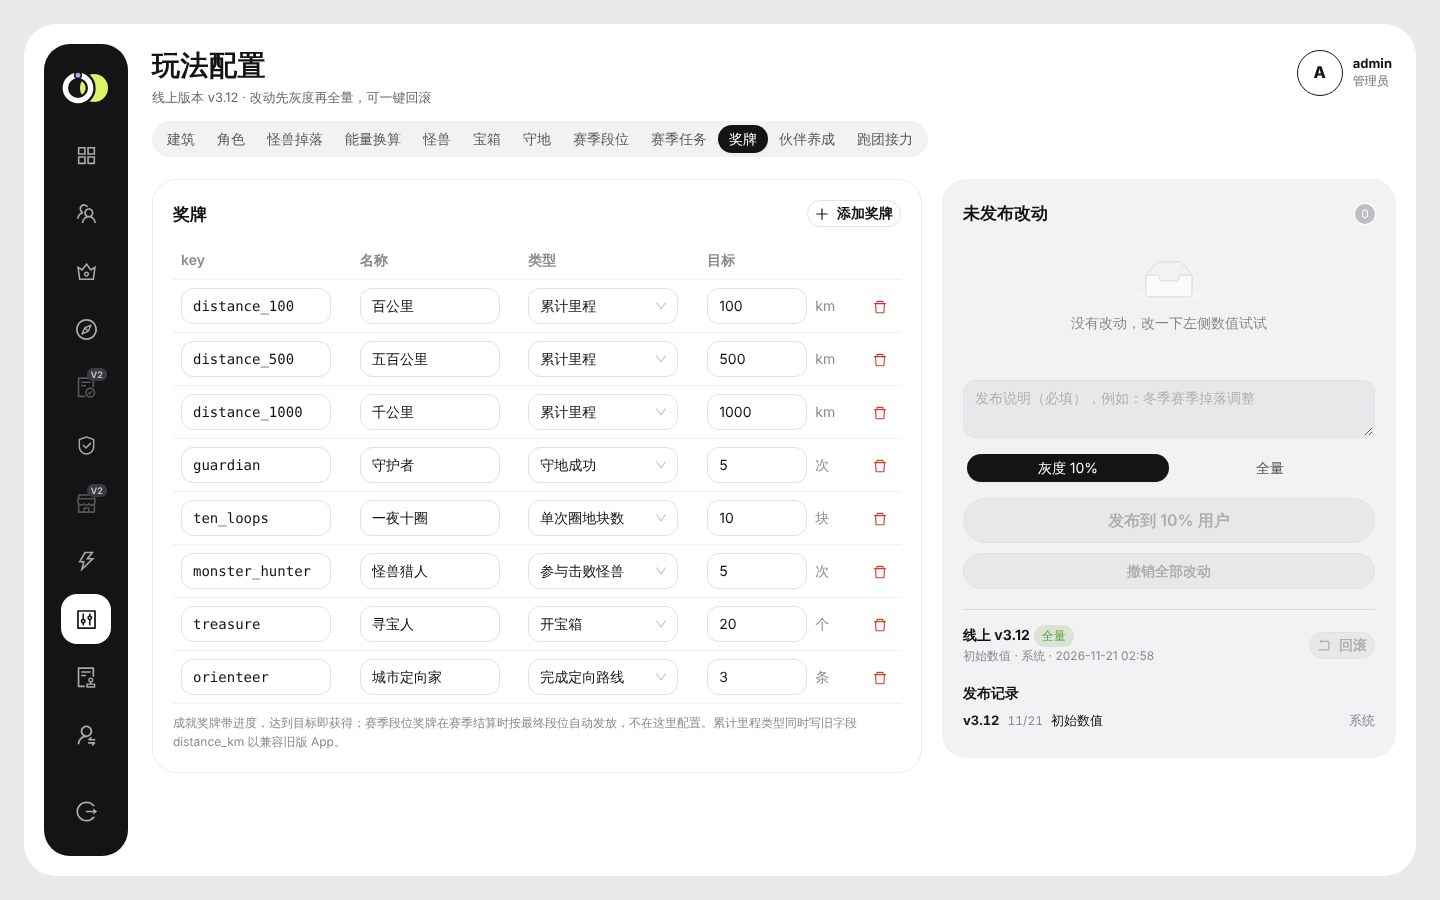 玩法配置
线上版本 v3.12 · 改动先灰度再全量，可一键回滚
A
admin
管理员
建筑 角色 怪兽掉落 能量换算 怪兽 宝箱 守地 赛季段位 赛季任务 奖牌 伙伴养成 跑团接力
V2
V2
奖牌
添加奖牌
key 名称 类型 目标
distance_100 百公里 累计里程 100 km
distance_500 五百公里 累计里程 500 km
distance_1000 千公里 累计里程 1000 km
guardian 守护者 守地成功 5 次
ten_loops 一夜十圈 单次圈地块数 10 块
monster_hunter 怪兽猎人 参与击败怪兽 5 次
treasure 寻宝人 开宝箱 20 个
orienteer 城市定向家 完成定向路线 3 条
成就奖牌带进度，达到目标即获得；赛季段位奖牌在赛季结算时按最终段位自动发放，不在这里配置。累计里程类型同时写旧字段
distance_km 以兼容旧版 App。
未发布改动 0
没有改动，改一下左侧数值试试
发布说明（必填），例如：冬季赛季掉落调整
灰度 10% 全量
发布到 10% 用户
撤销全部改动
线上 v3.12 全量
初始数值 · 系统 · 2026-11-21 02:58
回滚
发布记录
v3.12 11/21 初始数值 系统